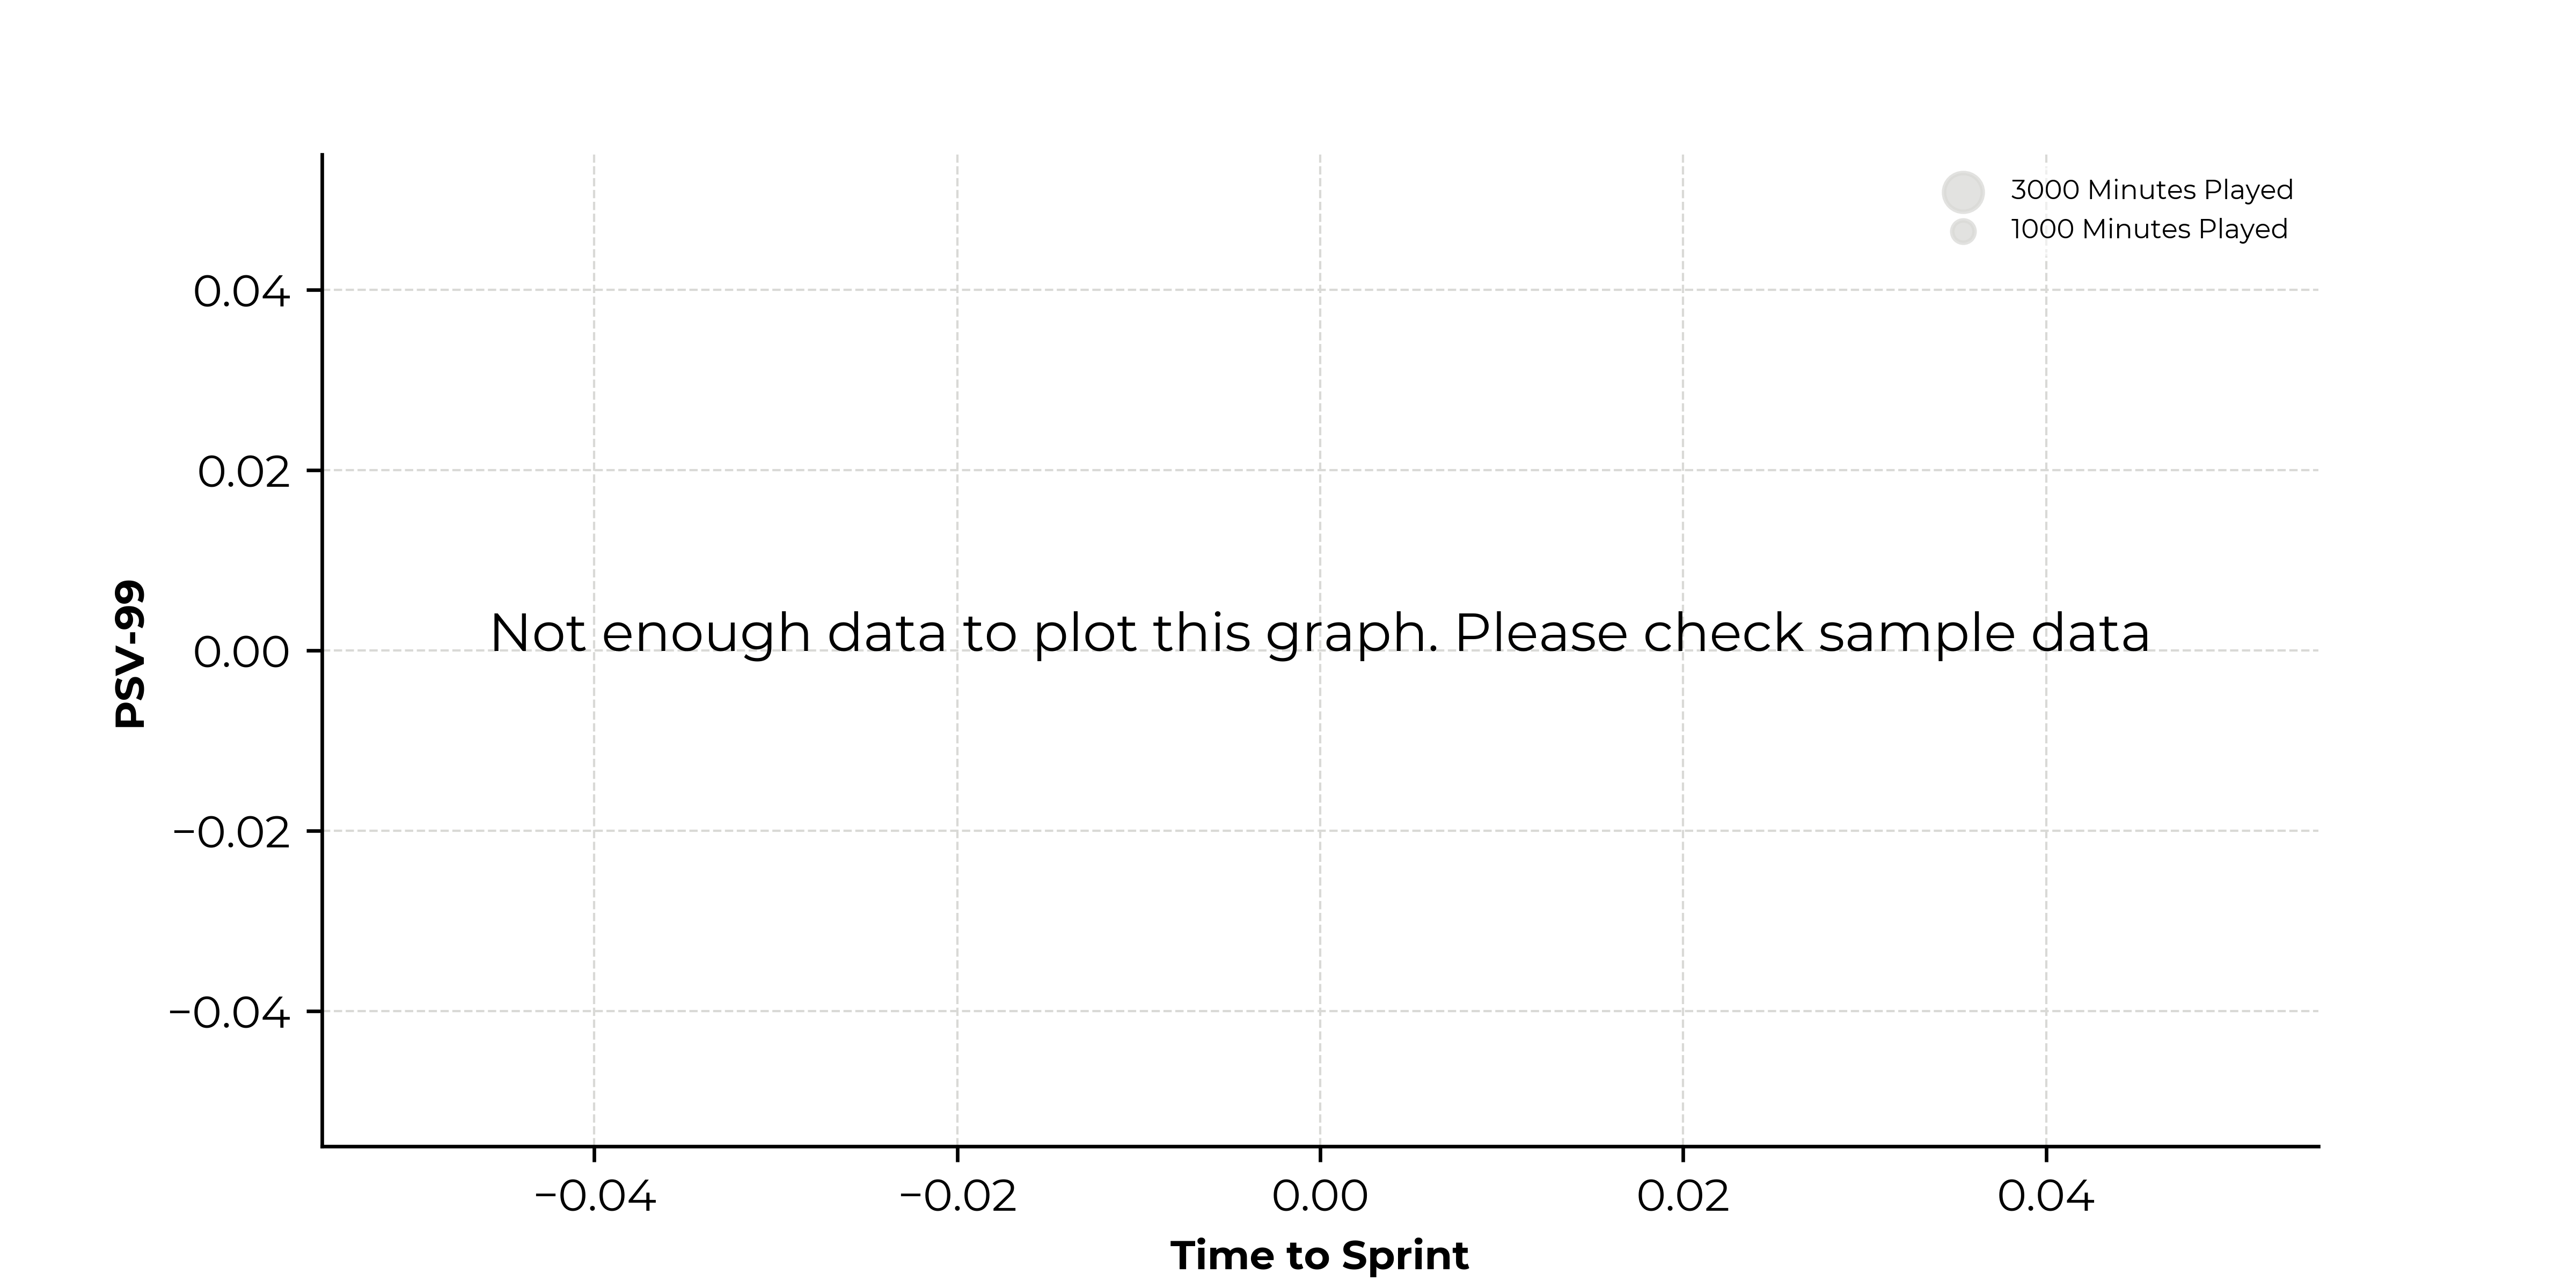 3000 Minutes Played
1000 Minutes Played
0.04
0.02
0.00
−0.02
−0.04
PSV-99
Not enough data to plot this graph. Please check sample data
−0.04
−0.02
0.00
0.02
0.04
Time to Sprint